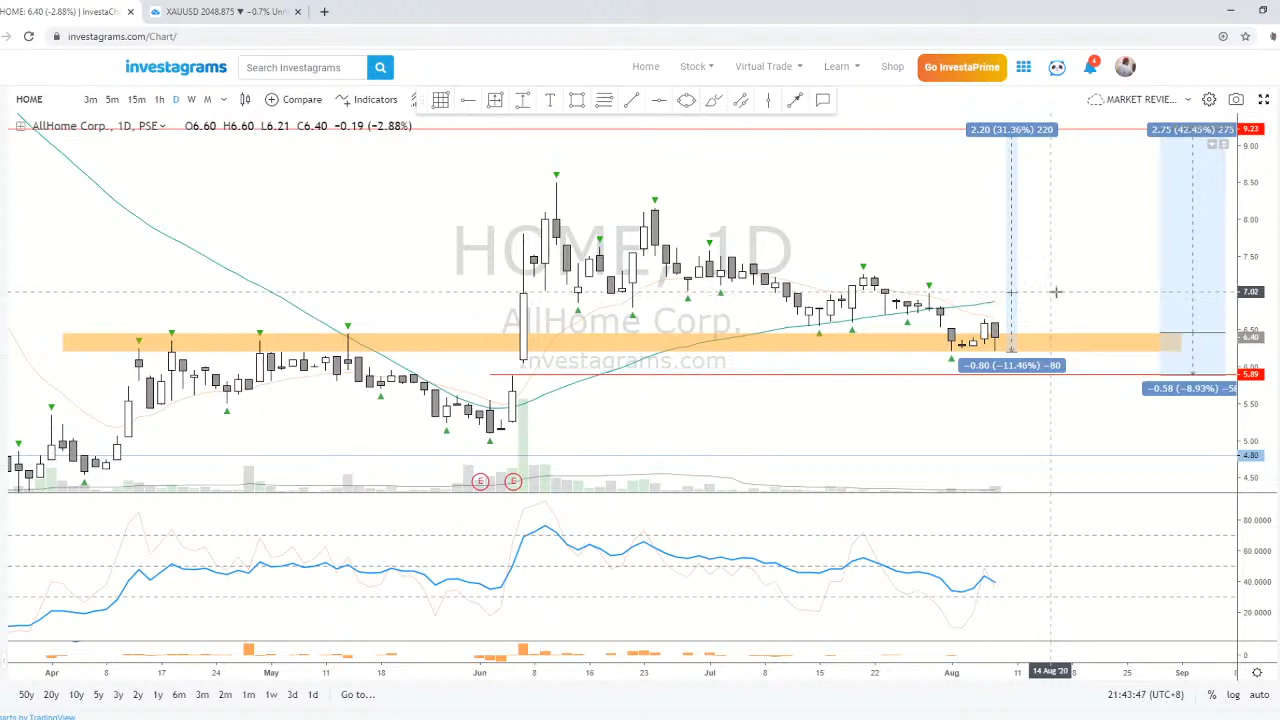 HOME: 6.40 (−2.88%) | InvestaCh
XAUUSD 2048.875 ▼ −0.7% Unn
investagrams.com/Chart/
investagrams
Search Investagrams
Home
Stock
Virtual Trade
Learn
Shop
Go InvestaPrime
4
HOME
3m 5m 15m 1h D W M
Compare
Indicators
T
MARKET REVIE...
AllHome Corp., 1D, PSE
O6.60 H6.60 L6.21 C6.40 −0.19 (−2.88%)
2.20 (31.36%) 220
2.75 (42.45%) 275
9.23
9.00
8.50
8.00
HOME, 1D
7.50
7.02
AllHome Corp.
6.50
6.40
investagrams.com
6.00
−0.80 (−11.46%) −80
5.89
−0.58 (−8.93%) −58
5.50
5.00
4.80
4.50
E E
80.0000
60.0000
40.0000
20.0000
0
Apr 17 24 May 18 Jun 8 16 23 Jul 8 15 22 Aug 11 14 Aug '20 8 25 Sep 8
50y 20y 10y 5y 3y 2y 1y 6m 3m 2m 1m 1w 3d 1d Go to...
21:43:47 (UTC+8) % log auto
arts by TradingView